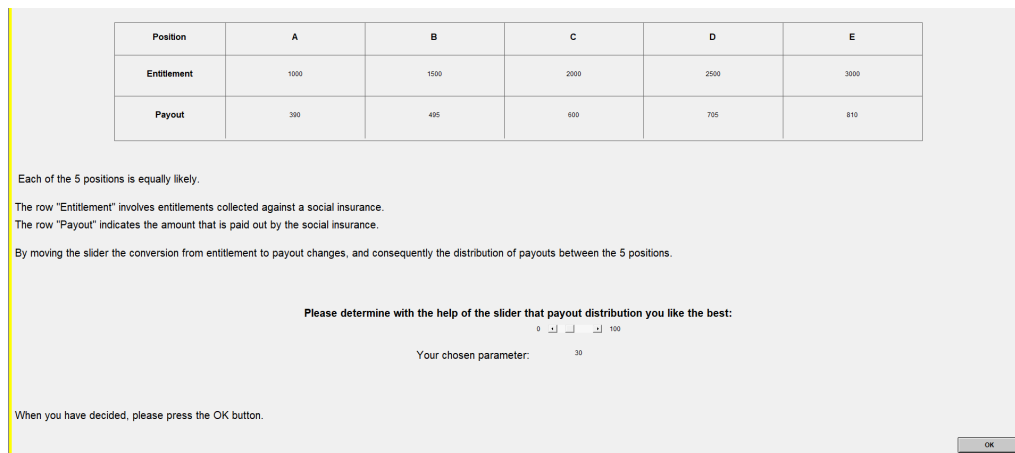 Position A B C D E
Entitlement 1000 1500 2000 2500 3000
Payout 390 495 600 705 810
Each of the 5 positions is equally likely.
The row "Entitlement" involves entitlements collected against a social insurance.
The row "Payout" indicates the amount that is paid out by the social insurance.
By moving the slider the conversion from entitlement to payout changes, and consequently the distribution of payouts between the 5 positions.
Please determine with the help of the slider that payout distribution you like the best:
0 100
Your chosen parameter: 30
When you have decided, please press the OK button.
OK